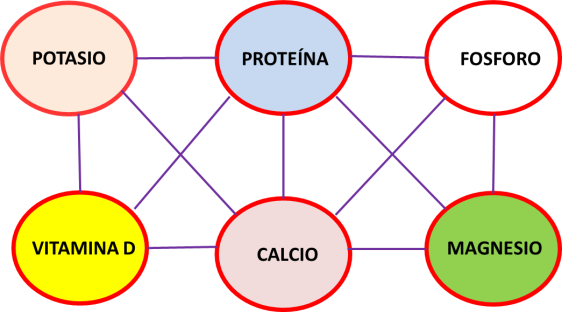 POTASIO
PROTEÍNA
FOSFORO
VITAMINA D
CALCIO
MAGNESIO